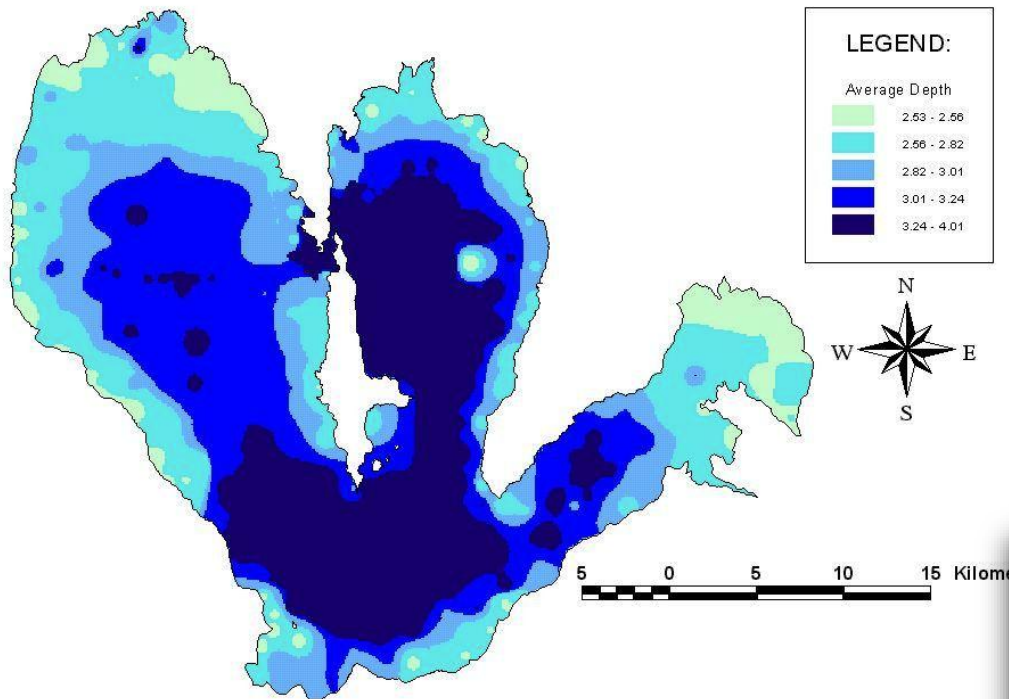 LEGEND:
Average Depth
2.53 - 2.56
2.56 - 2.82
2.82 - 3.01
3.01 - 3.24
3.24 - 4.01
N
W E
S
5 0 5 10 15 Kilome